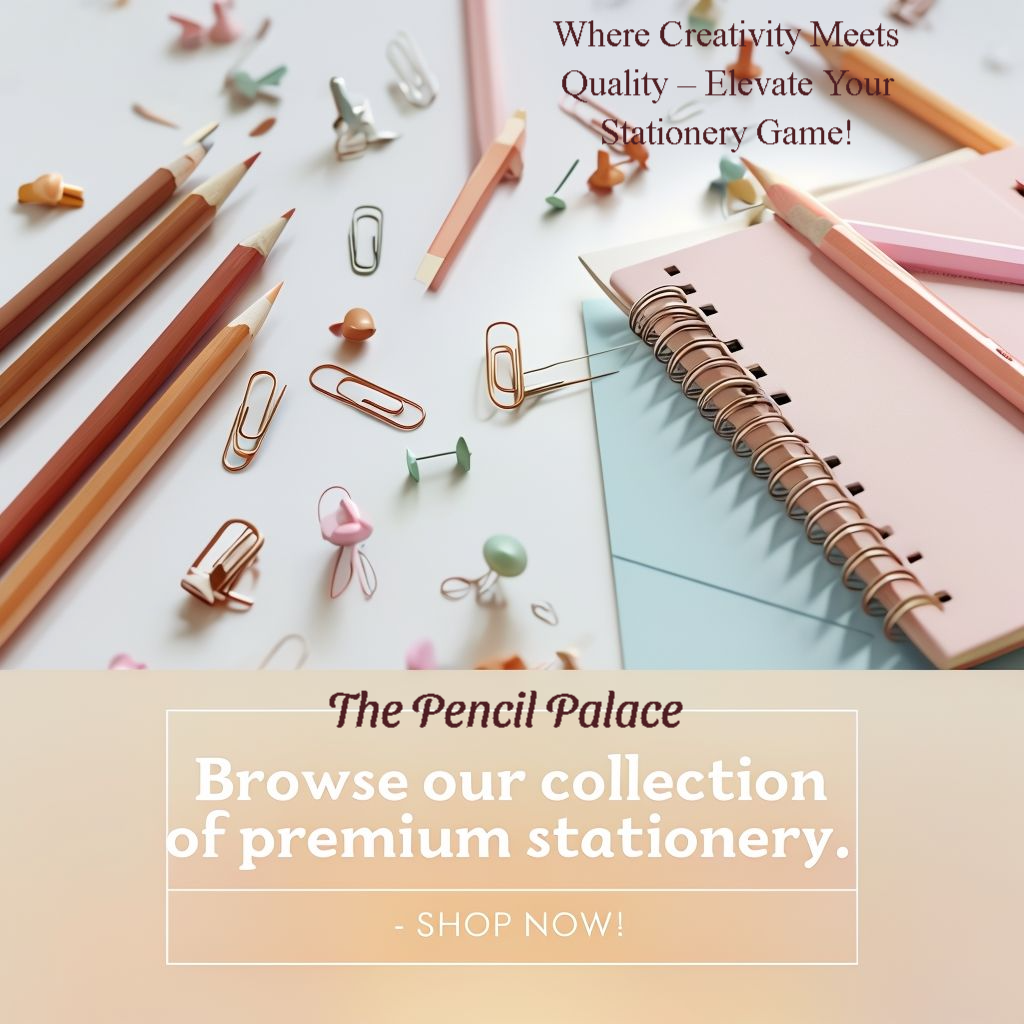 Where Creativity Meets
Quality – Elevate Your
Stationery Game!
The Pencil Palace
Browse our collection
of premium stationery.
- SHOP NOW!